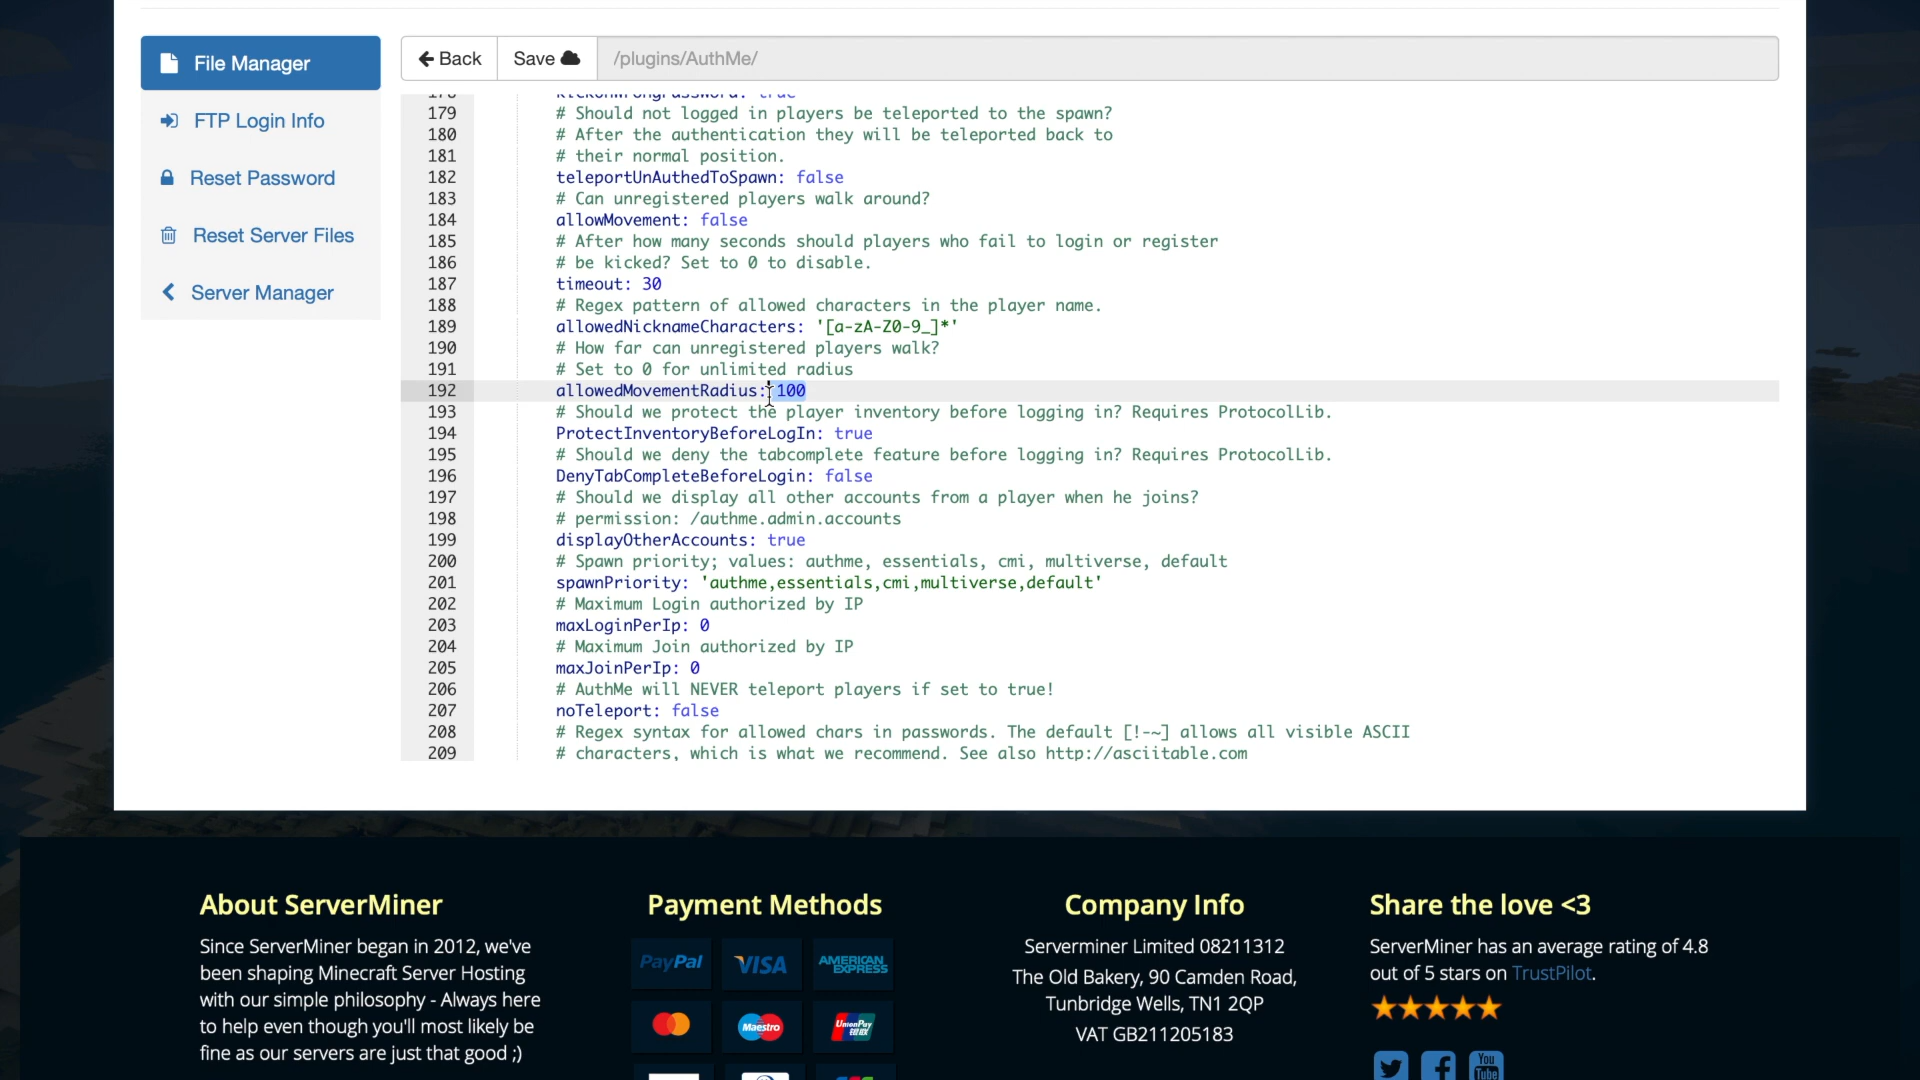 File Manager
FTP Login Info
Reset Password
Reset Server Files
Server Manager
Back
Save
/plugins/AuthMe/
179 # Should not logged in players be teleported to the spawn?
180 # After the authentication they will be teleported back to
181 # their normal position.
182 teleportUnAuthedToSpawn: false
183 # Can unregistered players walk around?
184 allowMovement: false
185 # After how many seconds should players who fail to login or register
186 # be kicked? Set to 0 to disable.
187 timeout: 30
188 # Regex pattern of allowed characters in the player name.
189 allowedNicknameCharacters: '[a-zA-Z0-9_]*'
190 # How far can unregistered players walk?
191 # Set to 0 for unlimited radius
192 allowedMovementRadius: 100
193 # Should we protect the player inventory before logging in? Requires ProtocolLib.
194 ProtectInventoryBeforeLogIn: true
195 # Should we deny the tabcomplete feature before logging in? Requires ProtocolLib.
196 DenyTabCompleteBeforeLogin: false
197 # Should we display all other accounts from a player when he joins?
198 # permission: /authme.admin.accounts
199 displayOtherAccounts: true
200 # Spawn priority; values: authme, essentials, cmi, multiverse, default
201 spawnPriority: 'authme,essentials,cmi,multiverse,default'
202 # Maximum Login authorized by IP
203 maxLoginPerIp: 0
204 # Maximum Join authorized by IP
205 maxJoinPerIp: 0
206 # AuthMe will NEVER teleport players if set to true!
207 noTeleport: false
208 # Regex syntax for allowed chars in passwords. The default [!-~] allows all visible ASCII
209 # characters, which is what we recommend. See also http://asciitable.com
About ServerMiner
Since ServerMiner began in 2012, we've
been shaping Minecraft Server Hosting
with our simple philosophy - Always here
to help even though you'll most likely be
fine as our servers are just that good ;)
Payment Methods
PayPal
VISA
AMERICAN
EXPRESS
Maestro
UnionPay
银联
Company Info
Serverminer Limited 08211312
The Old Bakery, 90 Camden Road,
Tunbridge Wells, TN1 2QP
VAT GB211205183
Share the love <3
ServerMiner has an average rating of 4.8
out of 5 stars on TrustPilot.
You
Tube